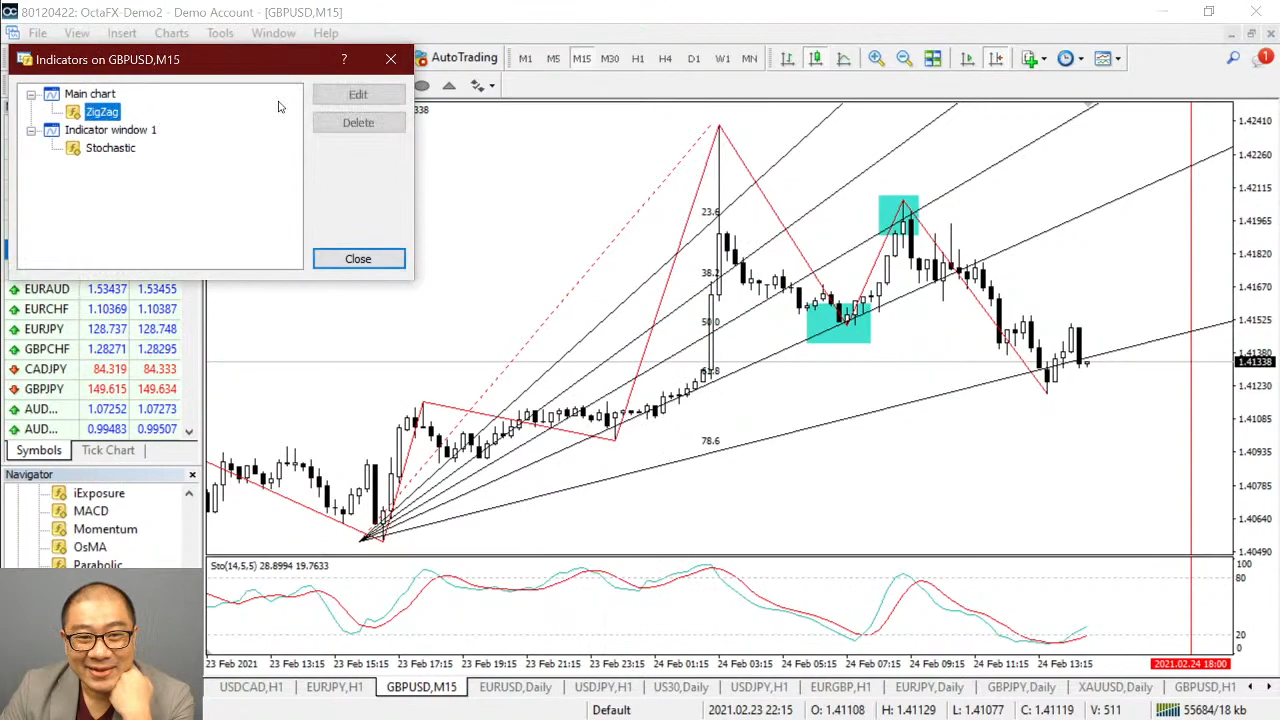 80120422: OctaFX-Demo2 - Demo Account - [GBPUSD,M15]
File View Insert Charts Tools Window Help
Indicators on GBPUSD,M15 ?
AutoTrading M1 M5 M15 M30 H1 H4 D1 W1 MN 1
Main chart
ZigZag
Indicator window 1
Stochastic
Edit
Delete
Close
338
EURAUD 1.53437 1.53455
EURCHF 1.10369 1.10387
EURJPY 128.737 128.748
GBPCHF 1.28271 1.28295
CADJPY 84.319 84.333
GBPJPY 149.615 149.634
AUD... 1.07252 1.07273
AUD... 0.99483 0.99507
Symbols Tick Chart
Navigator
iExposure
MACD
Momentum
OsMA
Parabolic
23.6
38.2
50.0
61.8
78.6
1.42410
1.42260
1.42115
1.41965
1.41820
1.41670
1.41525
1.41380
1.41338
1.41230
1.41085
1.40935
1.40785
1.40640
1.40490
Sto(14,5,5) 28.8994 19.7633
100
80
20
0
23 Feb 2021 23 Feb 13:15 23 Feb 15:15 23 Feb 17:15 23 Feb 19:15 23 Feb 21:15 23 Feb 23:15 24 Feb 01:15 24 Feb 03:15 24 Feb 05:15 24 Feb 07:15 24 Feb 09:15 24 Feb 11:15 24 Feb 13:15 2021.02.24 18:00
USDCAD,H1 EURJPY,H1 GBPUSD,M15 EURUSD,Daily USDJPY,H1 US30,Daily USDJPY,H1 EURGBP,H1 EURJPY,Daily GBPJPY,Daily XAUUSD,Daily GBPUSD,H1
Default 2021.02.23 22:15 O: 1.41108 H: 1.41129 L: 1.41077 C: 1.41119 V: 511 55684/18 kb